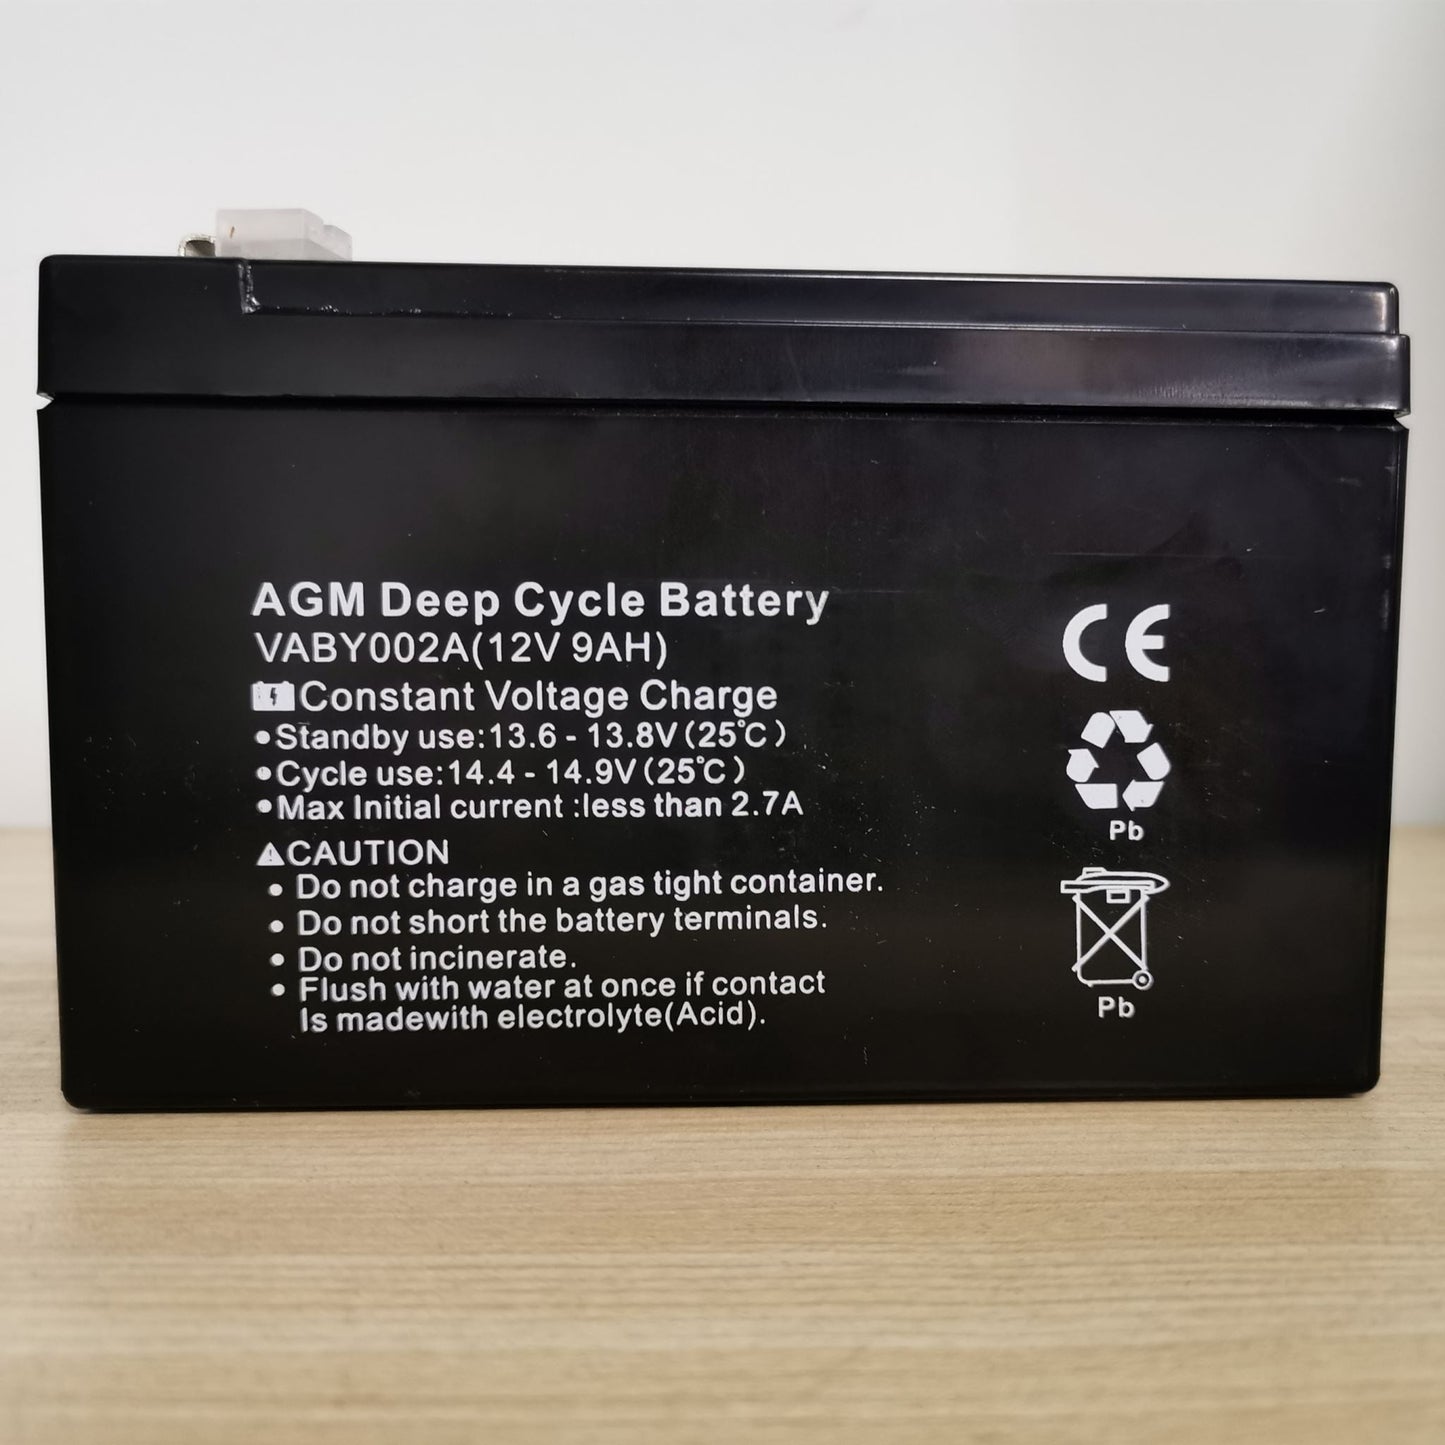 AGM Deep Cycle Battery
VABY002A(12V 9AH)
Constant Voltage Charge
•Standby use:13.6 - 13.8V(25℃)
•Cycle use:14.4 - 14.9V(25℃)
•Max Initial current :less than 2.7A
CAUTION
• Do not charge in a gas tight container.
• Do not short the battery terminals.
• Do not incinerate.
• Flush with water at once if contact
Is madewith electrolyte(Acid).
CE
Pb
Pb